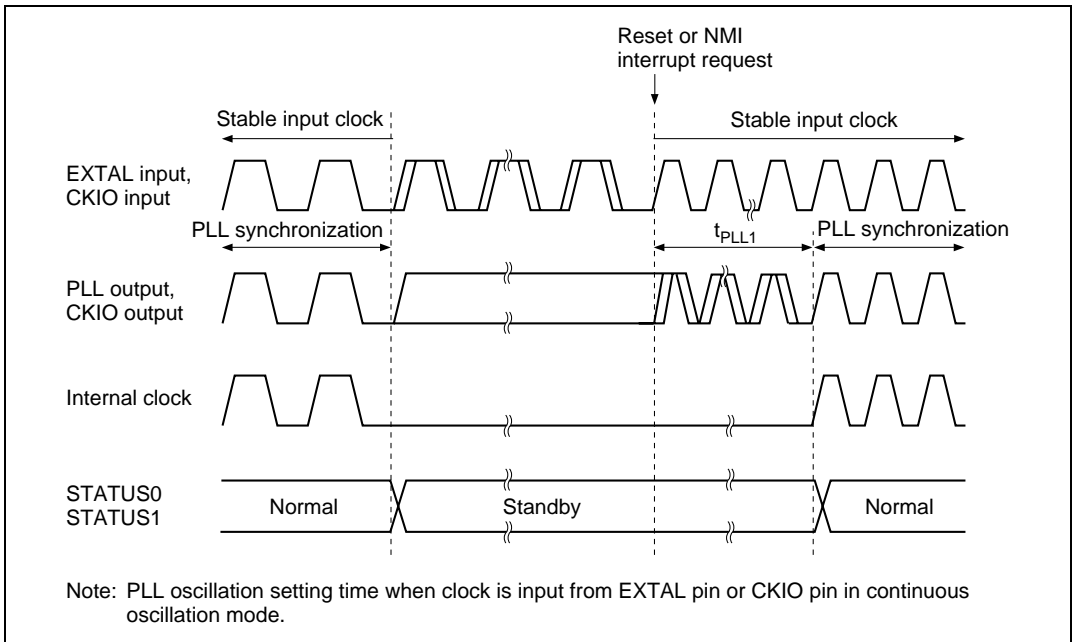 Reset or NMI
interrupt request
Stable input clock
Stable input clock
EXTAL input,
CKIO input
PLL synchronization
tPLL1
PLL synchronization
PLL output,
CKIO output
Internal clock
STATUS0
STATUS1
Normal
Standby
Normal
Note: PLL oscillation setting time when clock is input from EXTAL pin or CKIO pin in continuous
oscillation mode.